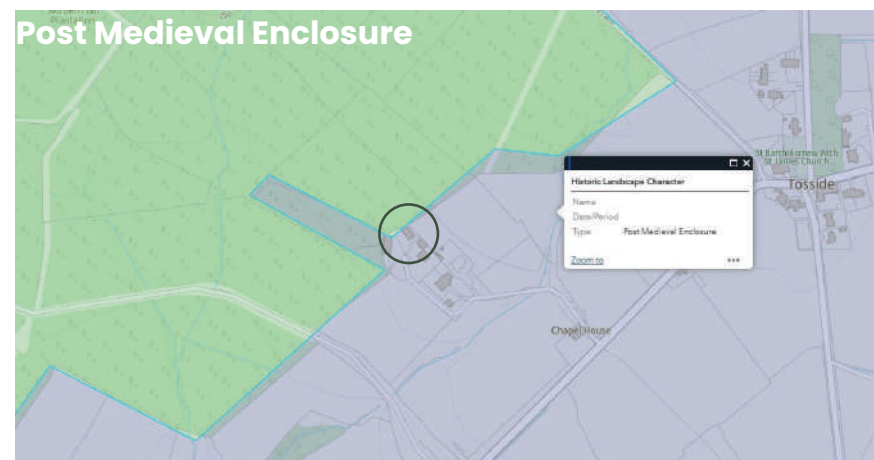 Plantation
Post Medieval Enclosure
St Bartholomew With
St James Church
Historic Landscape Character
Tosside
Name
Date/Period
Type Post Medieval Enclosure
Zoom to
Chapel House